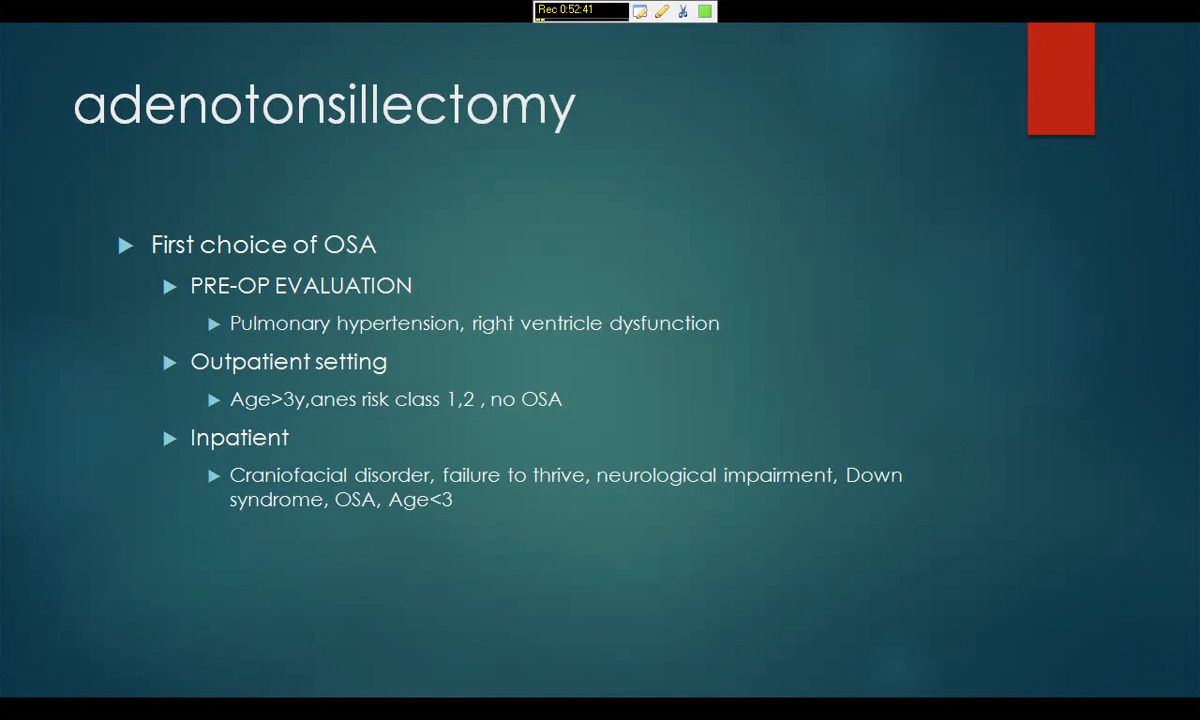 Rec 0:52:41
adenotonsillectomy
First choice of OSA
PRE-OP EVALUATION
Pulmonary hypertension, right ventricle dysfunction
Outpatient setting
Age>3y,anes risk class 1,2 , no OSA
Inpatient
Craniofacial disorder, failure to thrive, neurological impairment, Down
syndrome, OSA, Age<3